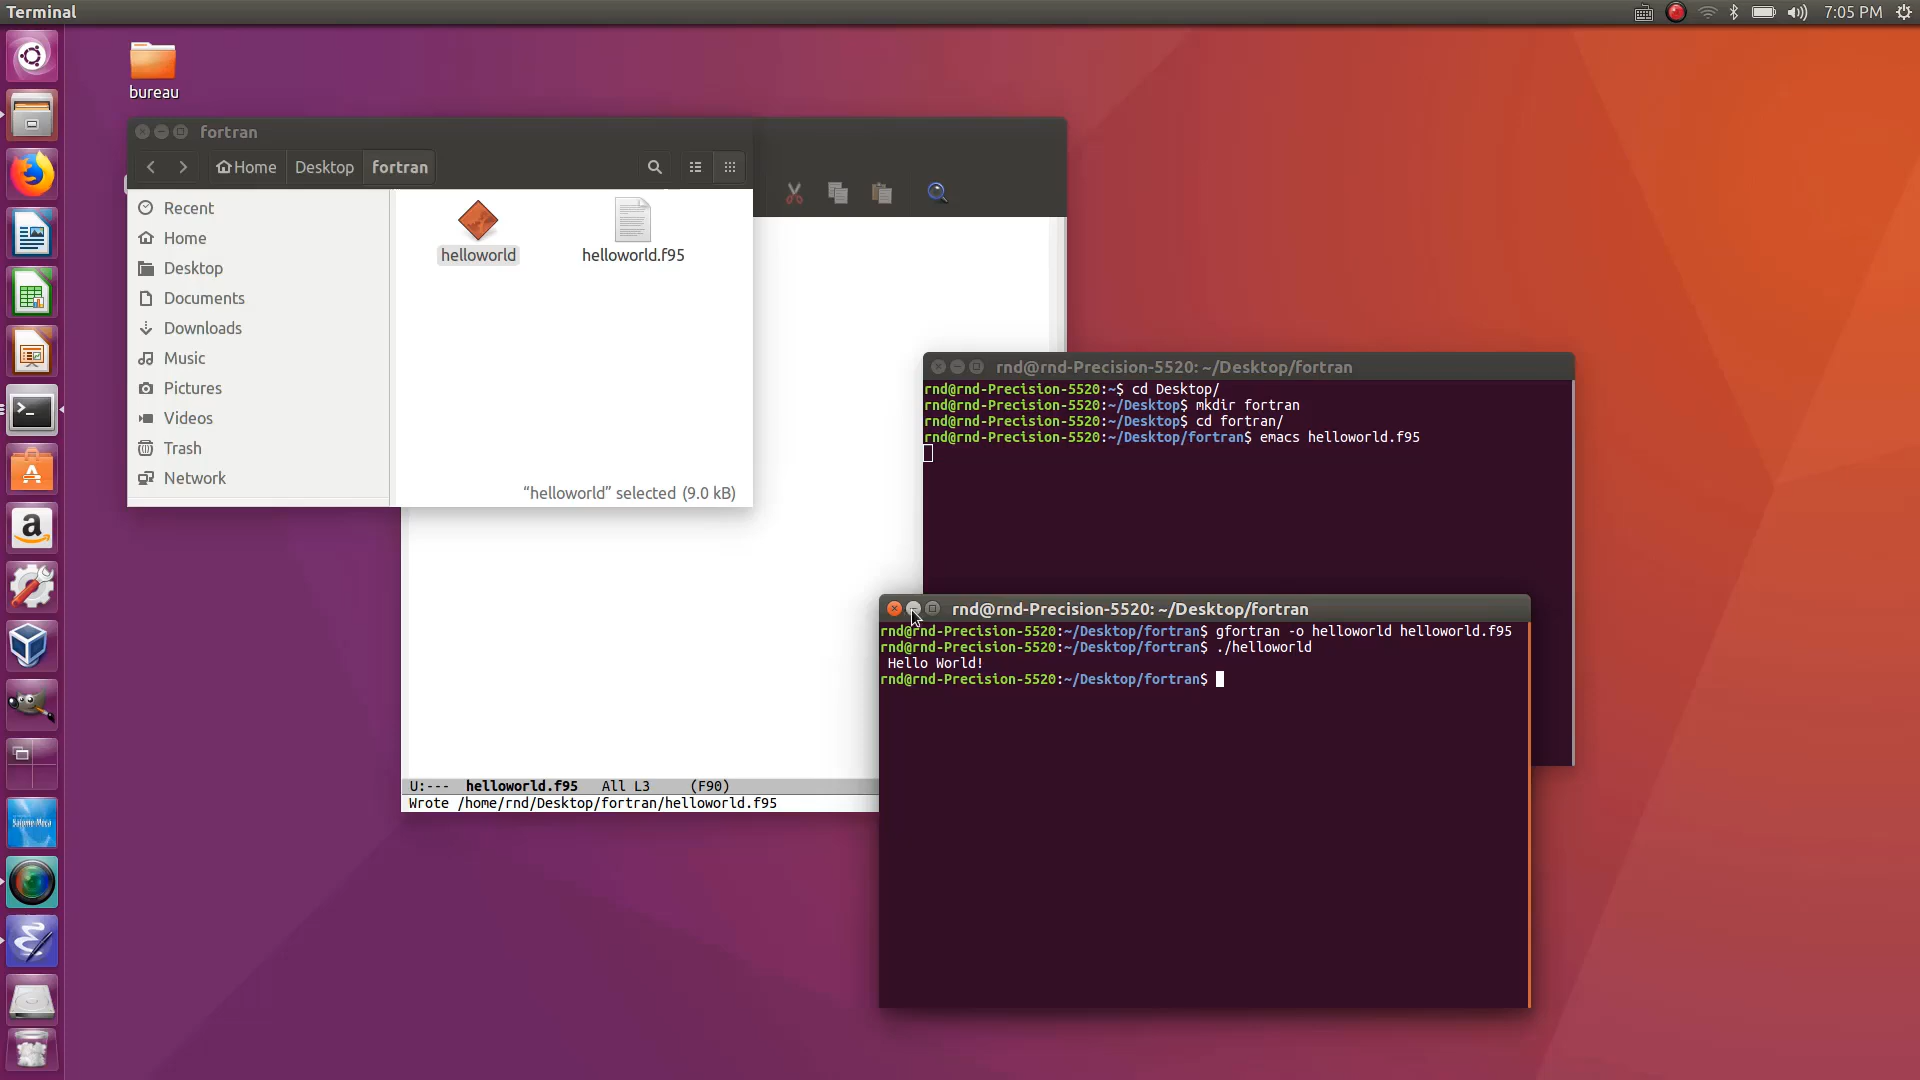 Terminal
7:05 PM
bureau
fortran
Home
Desktop
fortran
Recent
Home
Desktop
Documents
Downloads
Music
Pictures
Videos
Trash
Network
helloworld
helloworld.f95
“helloworld” selected (9.0 kB)
rnd@rnd-Precision-5520: ~/Desktop/fortran
rnd@rnd-Precision-5520:~$ cd Desktop/
rnd@rnd-Precision-5520:~/Desktop$ mkdir fortran
rnd@rnd-Precision-5520:~/Desktop$ cd fortran/
rnd@rnd-Precision-5520:~/Desktop/fortran$ emacs helloworld.f95
rnd@rnd-Precision-5520: ~/Desktop/fortran
rnd@rnd-Precision-5520:~/Desktop/fortran$ gfortran -o helloworld helloworld.f95
rnd@rnd-Precision-5520:~/Desktop/fortran$ ./helloworld
Hello World!
rnd@rnd-Precision-5520:~/Desktop/fortran$
U:--- helloworld.f95 All L3 (F90)
Wrote /home/rnd/Desktop/fortran/helloworld.f95
Salome-Meca